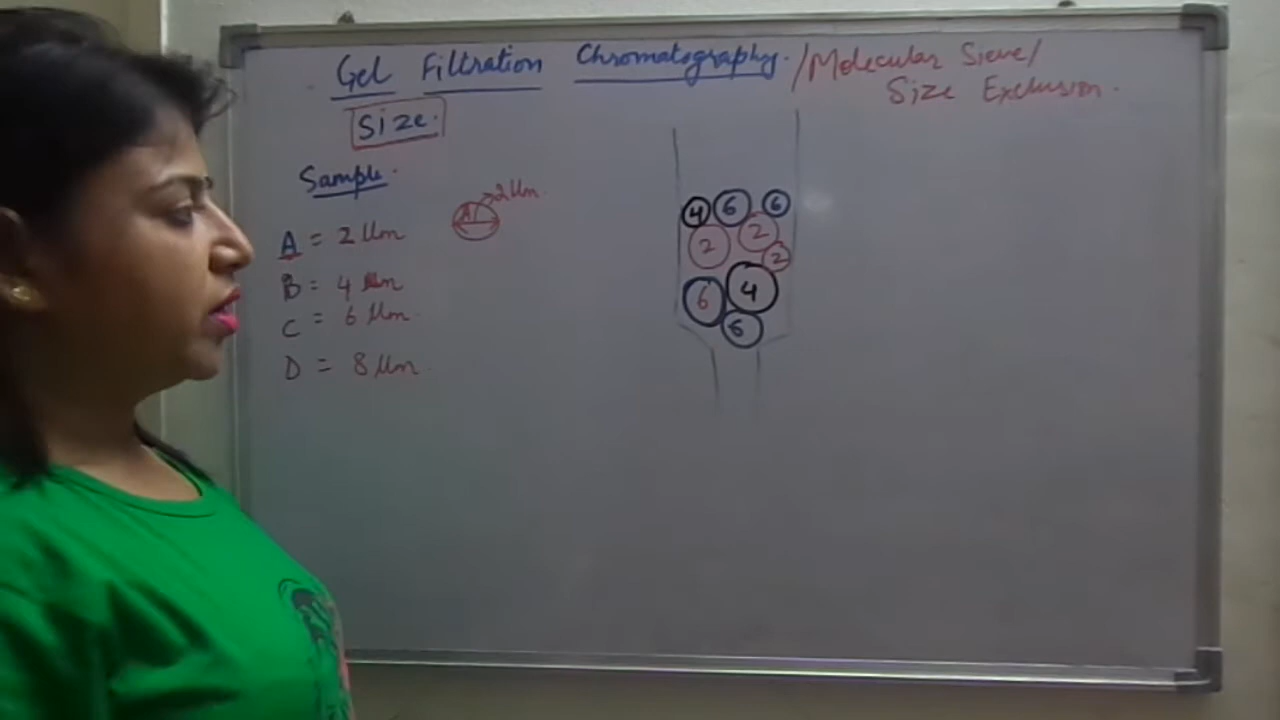 Gel Filtration Chromatography. /Molecular Sieve/
Size Exclusion.
Size.
Sample.
A = 2 Um
B = 4 Um
C = 6 Um.
D = 8 Um.
A 2 Um.
4 6 6
2 2
2
6 4
6